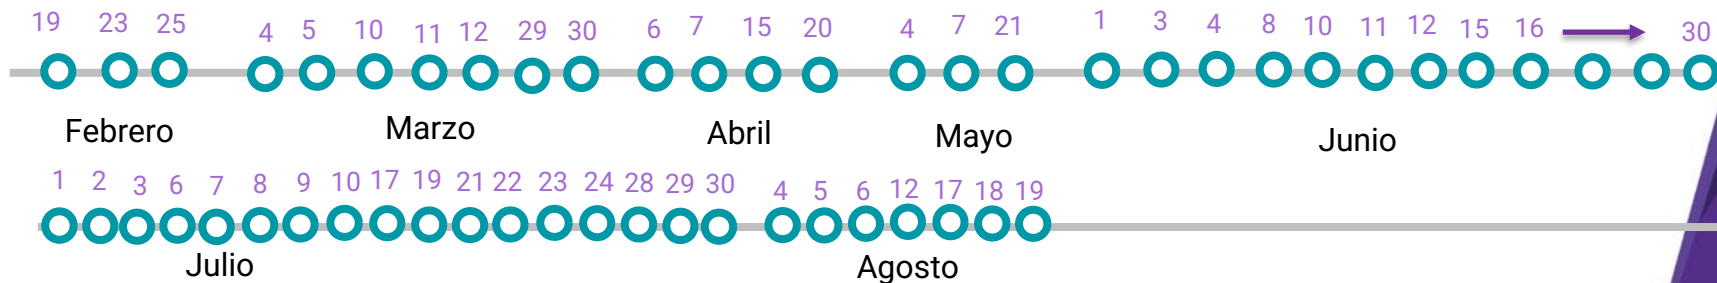 19 23 25 4 5 10 11 12 29 30 6 7 15 20 4 7 21 1 3 4 8 10 11 12 15 16 30
Febrero Marzo Abril Mayo Junio
1 2 3 6 7 8 9 10 17 19 21 22 23 24 28 29 30 4 5 6 12 17 18 19
Julio Agosto